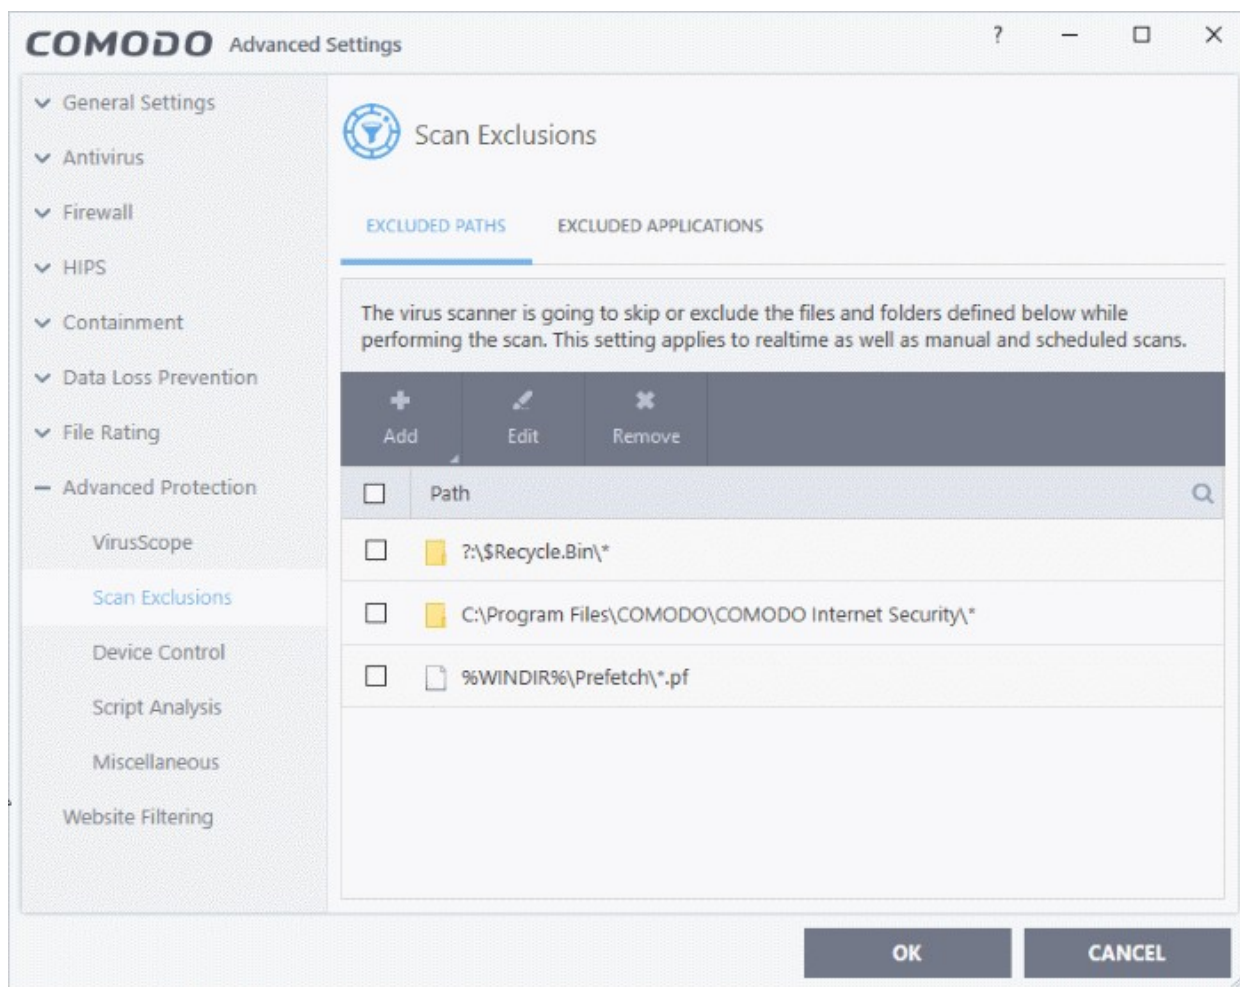 COMODO Advanced Settings ?
General Settings
Antivirus
Firewall
HIPS
Containment
Data Loss Prevention
File Rating
Advanced Protection
VirusScope
Scan Exclusions
Device Control
Script Analysis
Miscellaneous
Website Filtering
Scan Exclusions
EXCLUDED PATHS EXCLUDED APPLICATIONS
The virus scanner is going to skip or exclude the files and folders defined below while
performing the scan. This setting applies to realtime as well as manual and scheduled scans.
Add Edit Remove
Path
?:\$Recycle.Bin\*
C:\Program Files\COMODO\COMODO Internet Security\*
%WINDIR%\Prefetch\*.pf
OK CANCEL